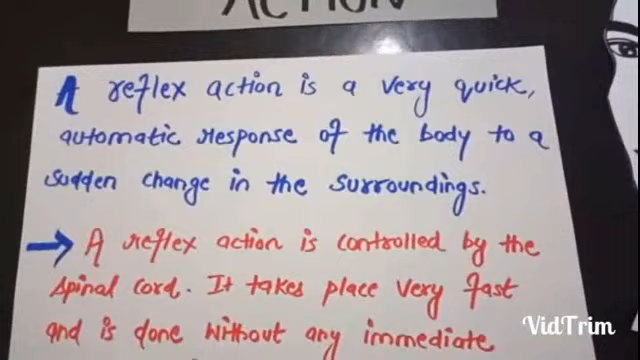 ACTION
A reflex action is a very quick,
automatic response of the body to a
sudden change in the surroundings.
→ A reflex action is controlled by the
spinal cord. It takes place very fast
and is done without any immediate
VidTrim